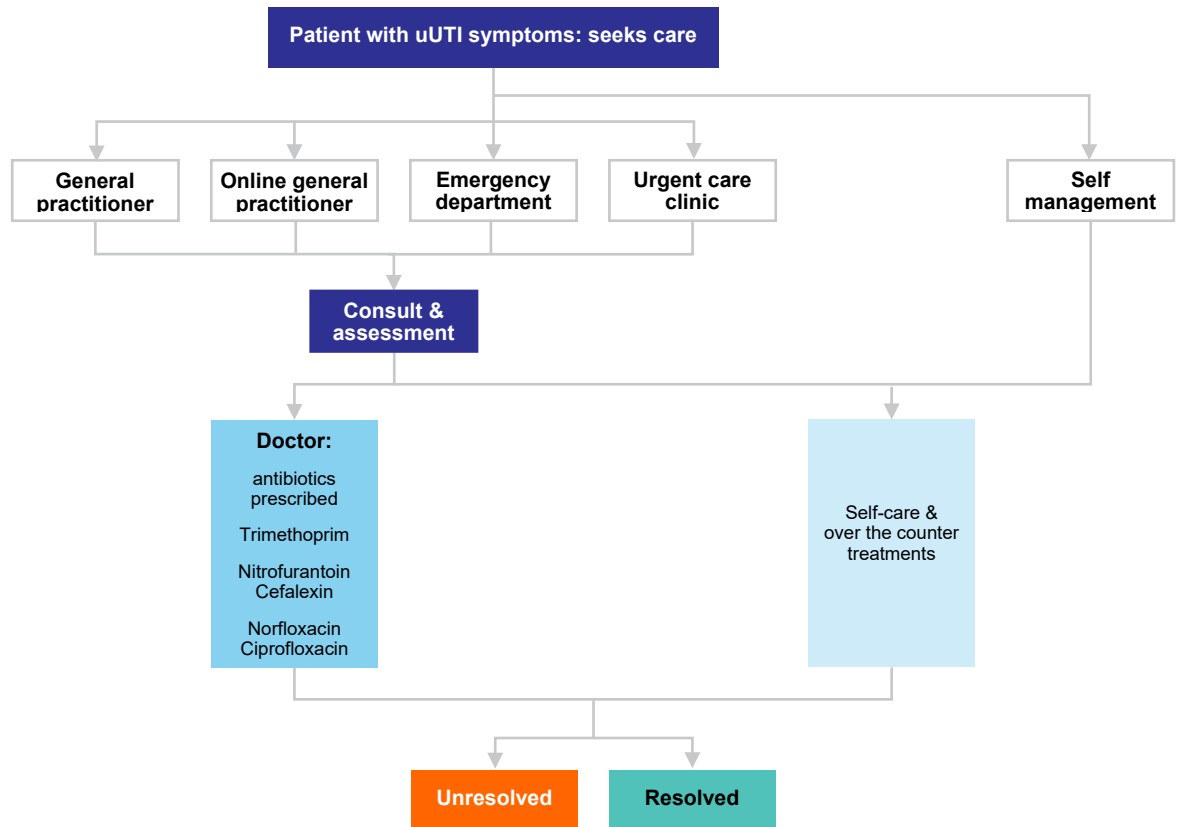 Patient with uUTI symptoms: seeks care
General
practitioner
Online general
practitioner
Emergency
department
Urgent care
clinic
Self
management
Consult &
assessment
Doctor:
antibiotics
prescribed
Trimethoprim
Nitrofurantoin
Cefalexin
Norfloxacin
Ciprofloxacin
Self-care &
over the counter
treatments
Unresolved
Resolved